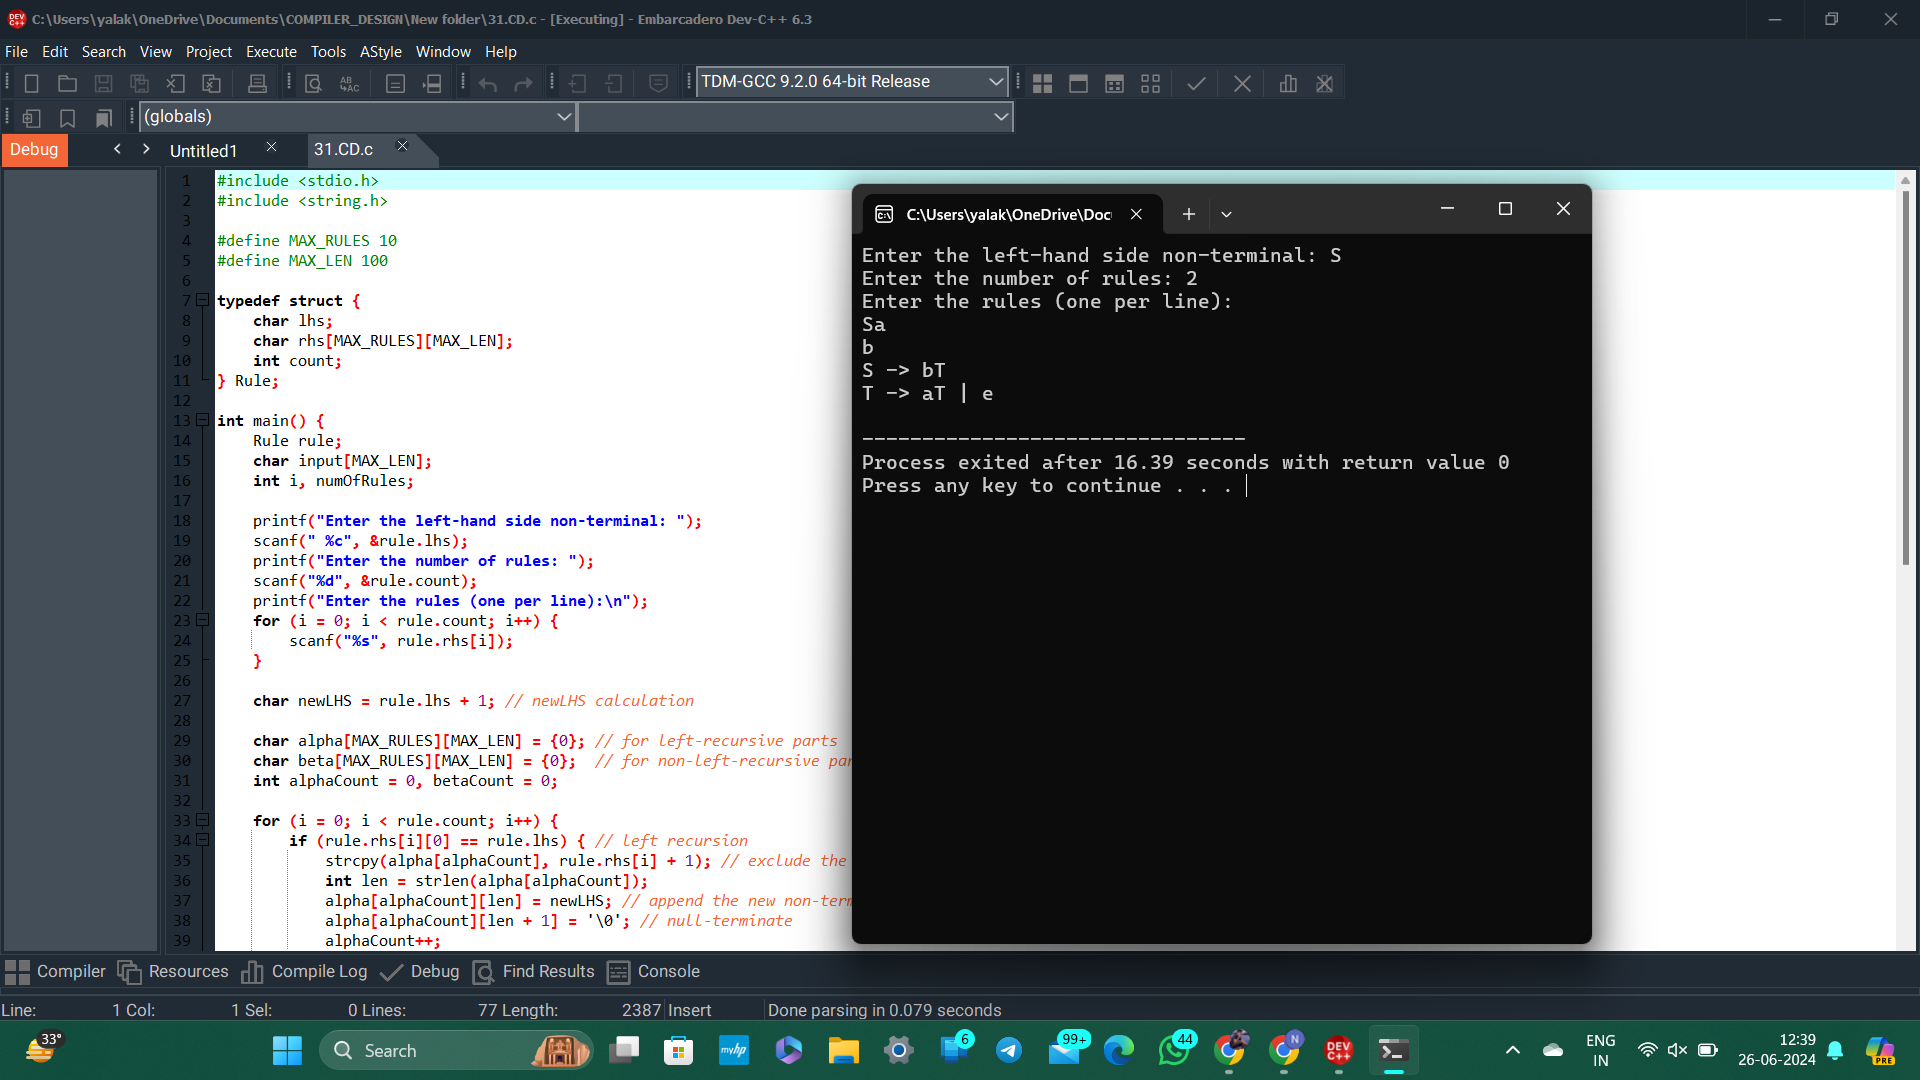 C:\Users\yalak\OneDrive\Documents\COMPILER_DESIGN\New folder\31.CD.c - [Executing] - Embarcadero Dev-C++ 6.3
File Edit Search View Project Execute Tools AStyle Window Help
TDM-GCC 9.2.0 64-bit Release
(globals)
Debug
Untitled1
31.CD.c
1 #include <stdio.h>
2 #include <string.h>
3
4 #define MAX_RULES 10
5 #define MAX_LEN 100
6
7 typedef struct {
8 char lhs;
9 char rhs[MAX_RULES][MAX_LEN];
10 int count;
11 } Rule;
12
13 int main() {
14 Rule rule;
15 char input[MAX_LEN];
16 int i, numOfRules;
17
18 printf("Enter the left-hand side non-terminal: ");
19 scanf(" %c", &rule.lhs);
20 printf("Enter the number of rules: ");
21 scanf("%d", &rule.count);
22 printf("Enter the rules (one per line):\n");
23 for (i = 0; i < rule.count; i++) {
24 scanf("%s", rule.rhs[i]);
25 }
26
27 char newLHS = rule.lhs + 1; // newLHS calculation
28
29 char alpha[MAX_RULES][MAX_LEN] = {0}; // for left-recursive parts
30 char beta[MAX_RULES][MAX_LEN] = {0}; // for non-left-recursive par
31 int alphaCount = 0, betaCount = 0;
32
33 for (i = 0; i < rule.count; i++) {
34 if (rule.rhs[i][0] == rule.lhs) { // left recursion
35 strcpy(alpha[alphaCount], rule.rhs[i] + 1); // exclude the
36 int len = strlen(alpha[alphaCount]);
37 alpha[alphaCount][len] = newLHS; // append the new non-term
38 alpha[alphaCount][len + 1] = '\0'; // null-terminate
39 alphaCount++;
C:\Users\yalak\OneDrive\Doc
Enter the left-hand side non-terminal: S
Enter the number of rules: 2
Enter the rules (one per line):
Sa
b
S -> bT
T -> aT | e
--------------------------------
Process exited after 16.39 seconds with return value 0
Press any key to continue . . .
Compiler Resources Compile Log Debug Find Results Console
Line: 1 Col: 1 Sel: 0 Lines: 77 Length: 2387 Insert Done parsing in 0.079 seconds
33°
Search
myhp
6
99+
44
N
DEV C++
ENG
IN
12:39
26-06-2024
PRE